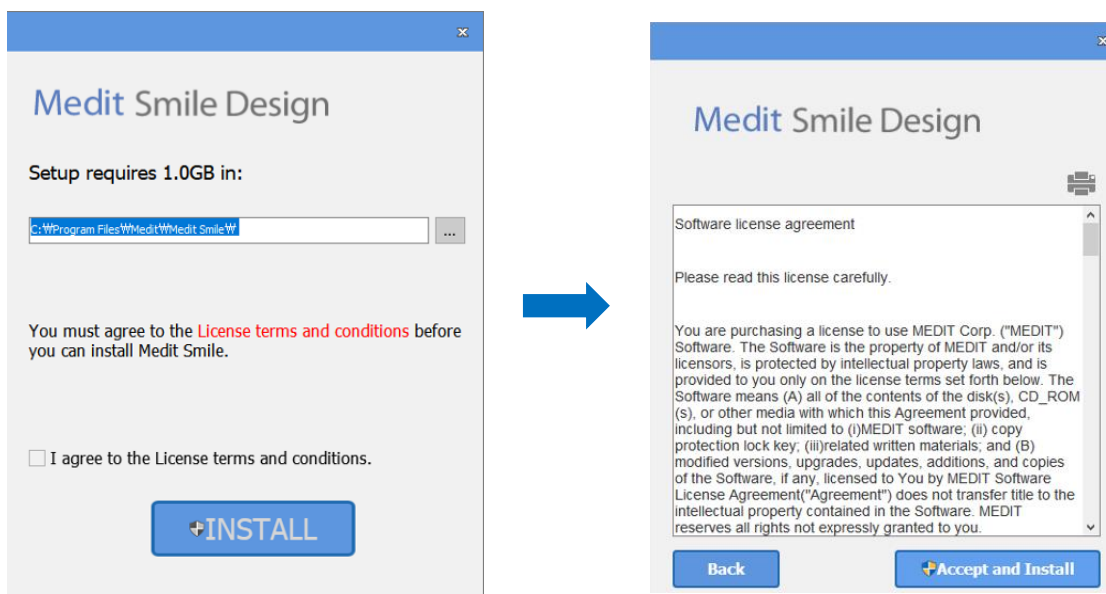 Medit Smile Design
Setup requires 1.0GB in:
C:₩Program Files₩Medit₩Medit Smile₩
...
You must agree to the License terms and conditions before
you can install Medit Smile.
I agree to the License terms and conditions.
INSTALL
Medit Smile Design
Software license agreement
Please read this license carefully.
You are purchasing a license to use MEDIT Corp. ("MEDIT")
Software. The Software is the property of MEDIT and/or its
licensors, is protected by intellectual property laws, and is
provided to you only on the license terms set forth below. The
Software means (A) all of the contents of the disk(s), CD_ROM
(s), or other media with which this Agreement provided,
including but not limited to (i)MEDIT software; (ii) copy
protection lock key; (iii)related written materials; and (B)
modified versions, upgrades, updates, additions, and copies
of the Software, if any, licensed to You by MEDIT Software
License Agreement("Agreement") does not transfer title to the
intellectual property contained in the Software. MEDIT
reserves all rights not expressly granted to you.
Back
Accept and Install